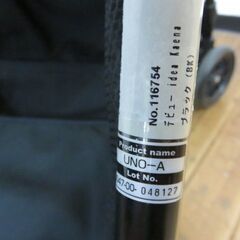 No.116754
デビュー idea Kaena
ブラック (BK)
Product name
UNO--A
Lot No.
47-00- 048127